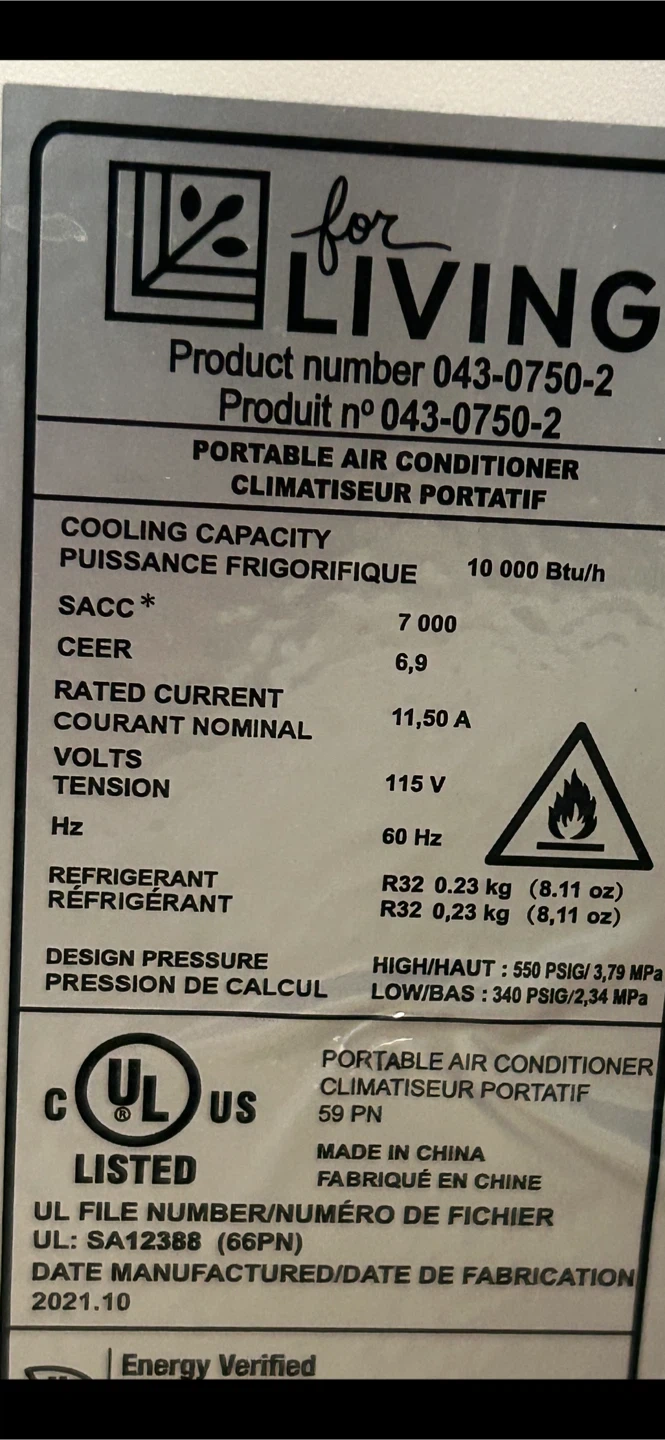 for
LIVING
Product number 043-0750-2
Produit nº 043-0750-2
PORTABLE AIR CONDITIONER
CLIMATISEUR PORTATIF
COOLING CAPACITY
PUISSANCE FRIGORIFIQUE 10 000 Btu/h
SACC* 7 000
CEER 6,9
RATED CURRENT
COURANT NOMINAL 11,50 A
VOLTS
TENSION 115 V
Hz 60 Hz
REFRIGERANT R32 0.23 kg (8.11 oz)
RÉFRIGÉRANT R32 0,23 kg (8,11 oz)
DESIGN PRESSURE HIGH/HAUT : 550 PSIG/ 3,79 MPa
PRESSION DE CALCUL LOW/BAS : 340 PSIG/2,34 MPa
C UL® US
LISTED
PORTABLE AIR CONDITIONER
CLIMATISEUR PORTATIF
59 PN
MADE IN CHINA
FABRIQUÉ EN CHINE
UL FILE NUMBER/NUMÉRO DE FICHIER
UL: SA12388 (66PN)
DATE MANUFACTURED/DATE DE FABRICATION
2021.10
Energy Verified